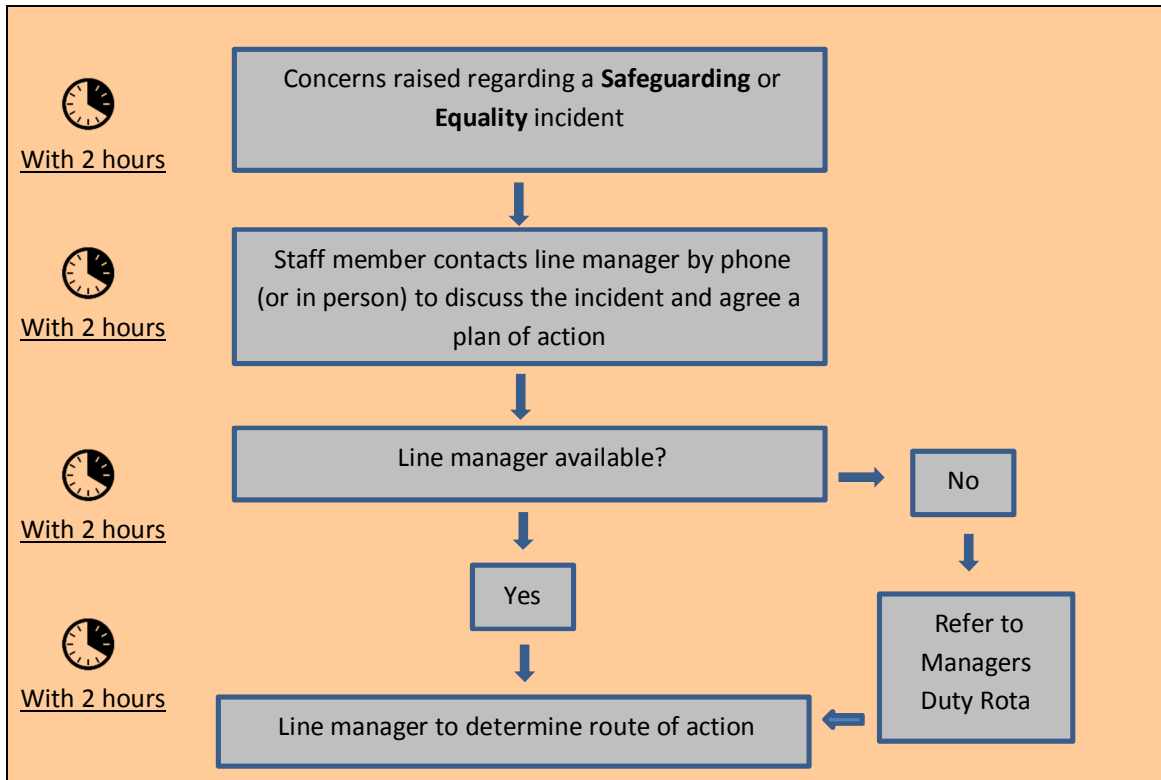 Concerns raised regarding a Safeguarding or
Equality incident
With 2 hours
Staff member contacts line manager by phone
(or in person) to discuss the incident and agree a
plan of action
With 2 hours
Line manager available?
No
With 2 hours
Yes
Refer to
Managers
Duty Rota
With 2 hours
Line manager to determine route of action